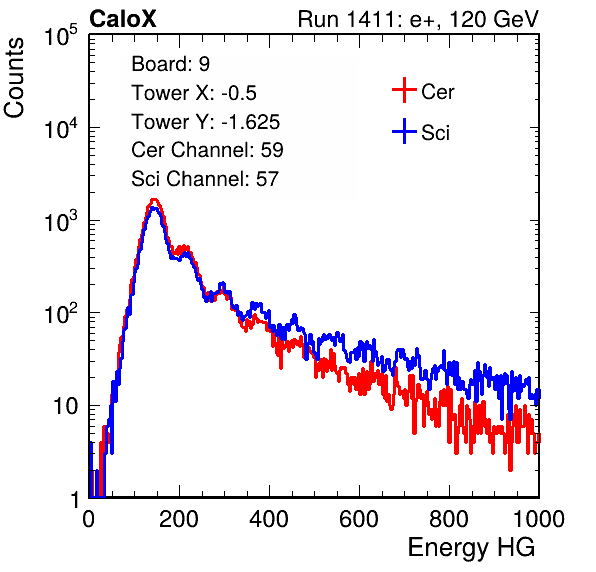 CaloX Run 1411: e+, 120 GeV
Counts
Board: 9
Tower X: -0.5
Tower Y: -1.625
Cer Channel: 59
Sci Channel: 57
Cer
Sci
10^5
10^4
10^3
10^2
10
1
0 200 400 600 800 1000
Energy HG